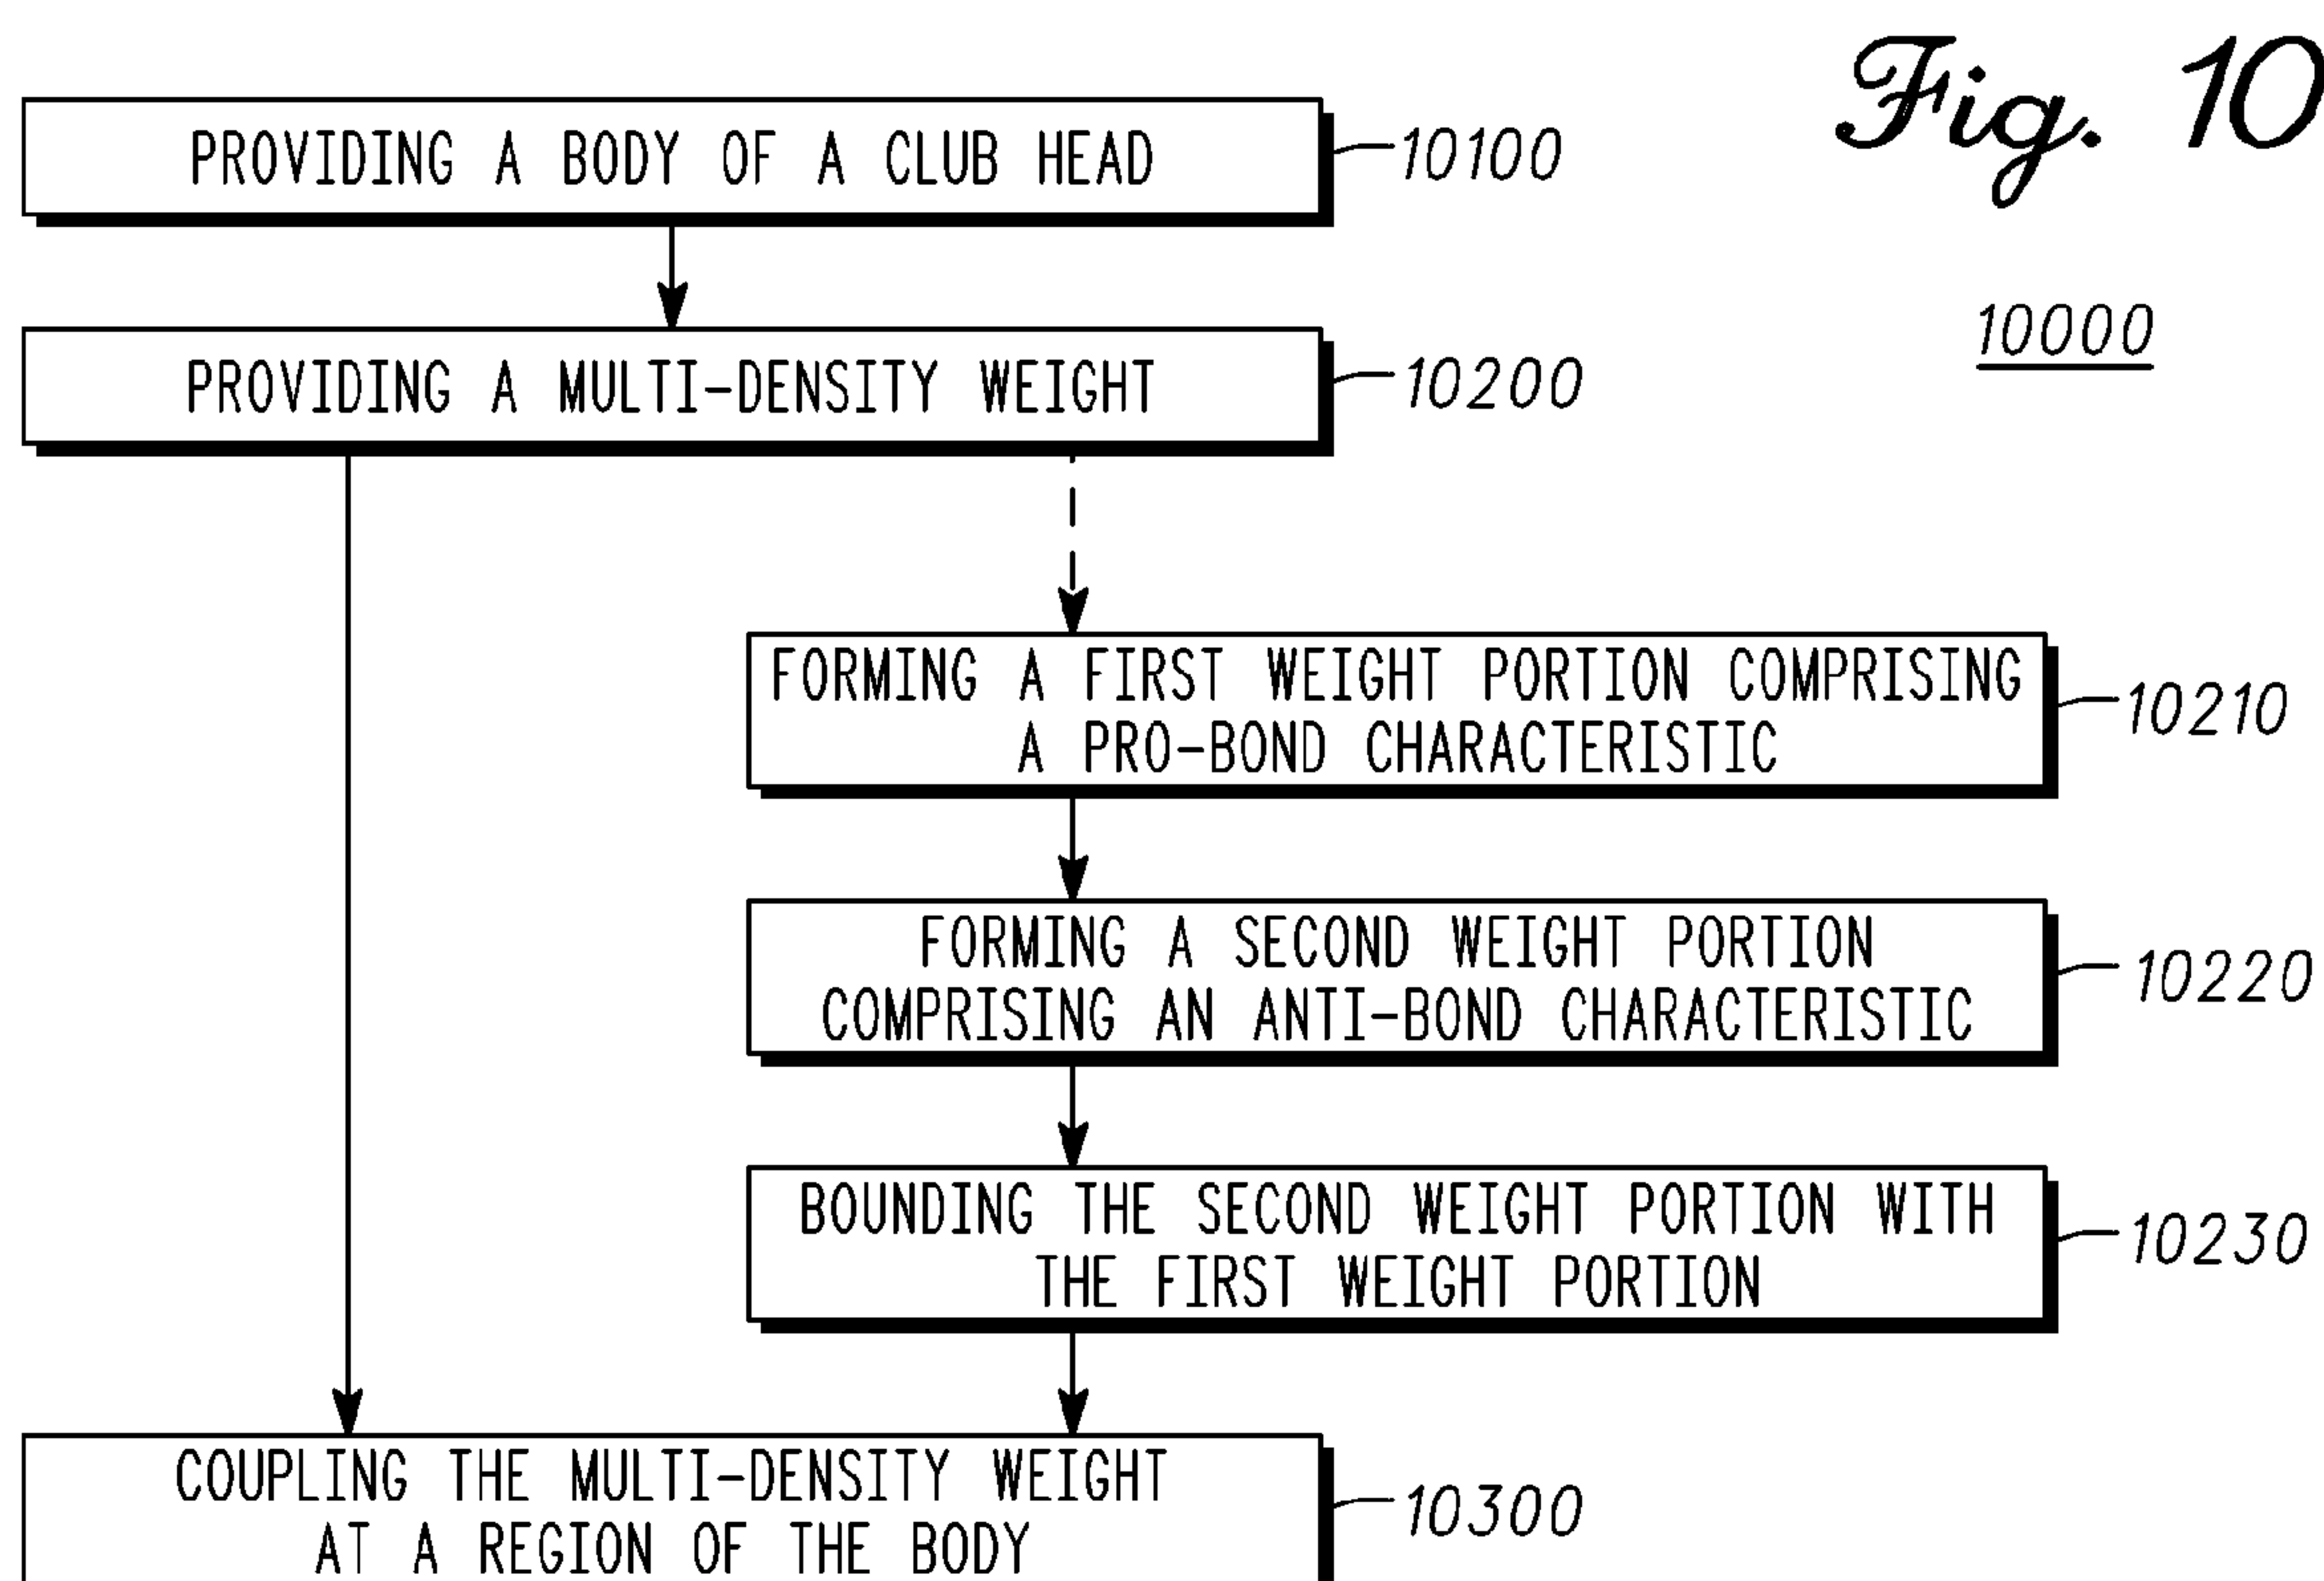 Fig. 10
PROVIDING A BODY OF A CLUB HEAD
10100
10000
PROVIDING A MULTI-DENSITY WEIGHT
10200
FORMING A FIRST WEIGHT PORTION COMPRISING
A PRO-BOND CHARACTERISTIC
10210
FORMING A SECOND WEIGHT PORTION
COMPRISING AN ANTI-BOND CHARACTERISTIC
10220
BOUNDING THE SECOND WEIGHT PORTION WITH
THE FIRST WEIGHT PORTION
10230
COUPLING THE MULTI-DENSITY WEIGHT
AT A REGION OF THE BODY
10300